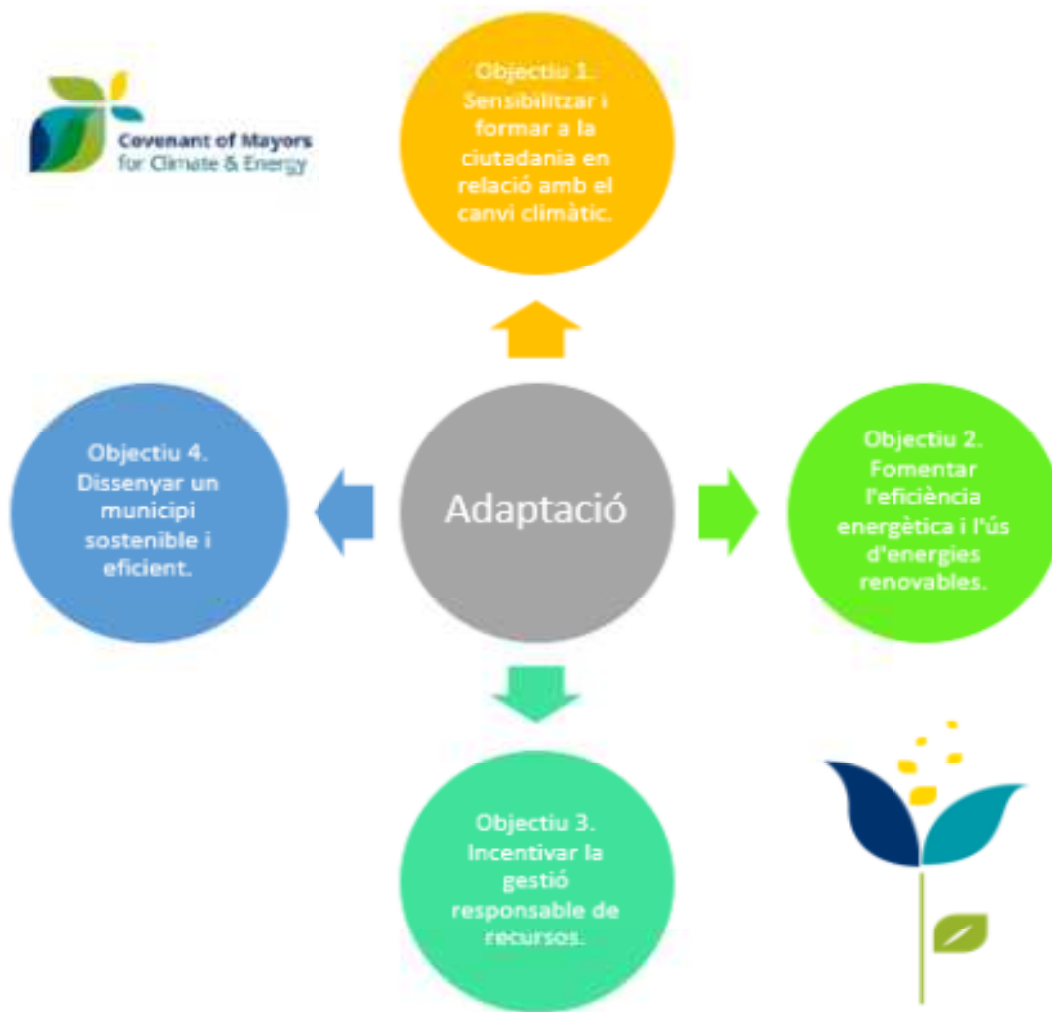 Covenant of Mayors
for Climate & Energy
Objectiu 1.
Sensibilitzar i
formar a la
ciutadania en
relació amb el
canvi climàtic.
Objectiu 4.
Dissenyar un
municipi
sostenible i
eficient.
Adaptació
Objectiu 2.
Fomentar
l'eficiència
energètica i l'ús
d'energies
renovables.
Objectiu 3.
Incentivar la
gestió
responsable de
recursos.